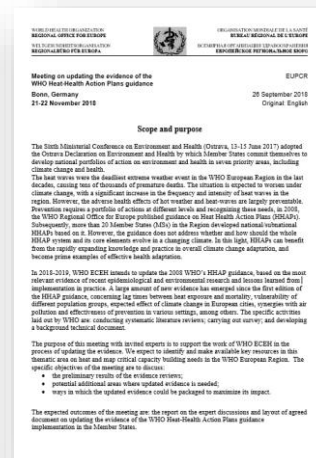 WORLD HEALTH ORGANIZATION
REGIONAL OFFICE FOR EUROPE
WELTGESUNDHEITSORGANISATION
REGIONALBÜRO FÜR EUROPA
ORGANISATION MONDIALE DE LA SANTÉ
BUREAU RÉGIONAL DE L'EUROPE
ВСЕМИРНАЯ ОРГАНИЗАЦИЯ ЗДРАВООХРАНЕНИЯ
ЕВРОПЕЙСКОЕ РЕГИОНАЛЬНОЕ БЮРО
Meeting on updating the evidence of the
WHO Heat-Health Action Plans guidance
EUPCR
Bonn, Germany
21-22 November 2018
28 September 2018
Original: English
Scope and purpose
The Sixth Ministerial Conference on Environment and Health (Ostrava, 13-15 June 2017) adopted
the Ostrava Declaration on Environment and Health by which Member States commit themselves to
develop national portfolios of action on environment and health in seven priority areas, including
climate change and health.
The heat waves were the deadliest extreme weather event in the WHO European Region in the last
decades, causing tens of thousands of premature deaths. The situation is expected to worsen under
climate change, with a significant increase in the frequency and intensity of heat waves in the
region. However, the adverse health effects of hot weather and heat-waves are largely preventable.
Prevention requires a portfolio of actions at different levels and recognising these needs, in 2008,
the WHO Regional Office for Europe published guidance on Heat Health Action Plans (HHAPs).
Subsequently, more than 20 Member States (MSs) in the Region developed national/subnational
HHAPs based on it. However, the guidance does not address whether and how should the whole
HHAP system and its core elements evolve in a changing climate. In this light, HHAPs can benefit
from the rapidly expanding knowledge and practice in overall climate change adaptation, and
become prime examples of effective health adaptation.
In 2018-2019, WHO ECEH intends to update the 2008 WHO's HHAP guidance, based on the most
relevant evidence of recent epidemiological and environmental research and lessons learned from
implementation in practice. A large amount of new evidence has emerged since the first edition of
the HHAP guidance, concerning lag times between heat exposure and mortality, vulnerability of
different population groups, expected effect of climate change in European cities, synergies with air
pollution and effectiveness of prevention in various settings, among others. The specific activities
laid out by WHO are: conducting systematic literature reviews; carrying out survey; and developing
a background technical document.
The purpose of this meeting with invited experts is to support the work of WHO ECEH in the
process of updating the evidence. We expect to identify and make available key resources in this
thematic area on heat and map critical capacity building needs in the WHO European Region. The
specific objectives of the meeting are to discuss:
• the preliminary results of the evidence reviews;
• potential additional areas where updated evidence is needed;
• ways in which the updated evidence could be packaged to maximize its impact.
The expected outcomes of the meeting are: the report on the expert discussions and layout of agreed
document on updating the evidence of the WHO Heat-Health Action Plans guidance
implementation in the Member States.